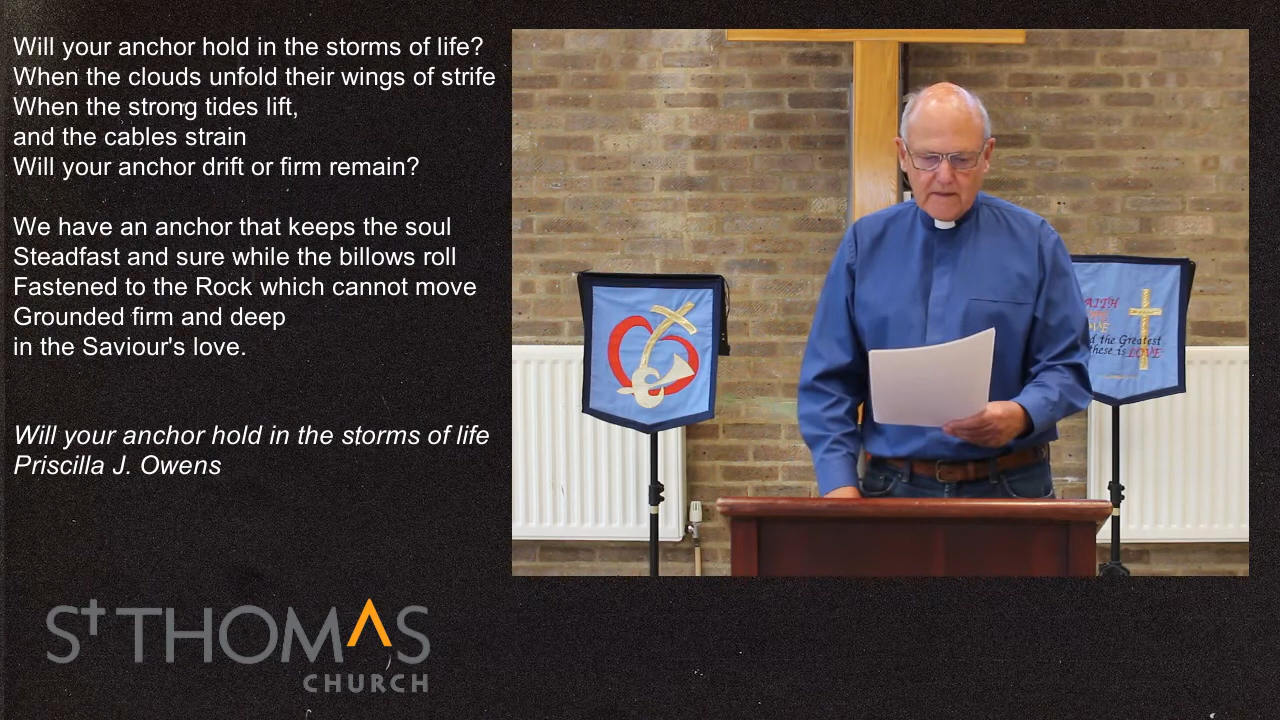 Will your anchor hold in the storms of life?
When the clouds unfold their wings of strife
When the strong tides lift,
and the cables strain
Will your anchor drift or firm remain?
We have an anchor that keeps the soul
Steadfast and sure while the billows roll
Fastened to the Rock which cannot move
Grounded firm and deep
in the Saviour's love.
Will your anchor hold in the storms of life
Priscilla J. Owens
St THOMAS
CHURCH
AITH
OVE
d the Greatest
these is LOVE